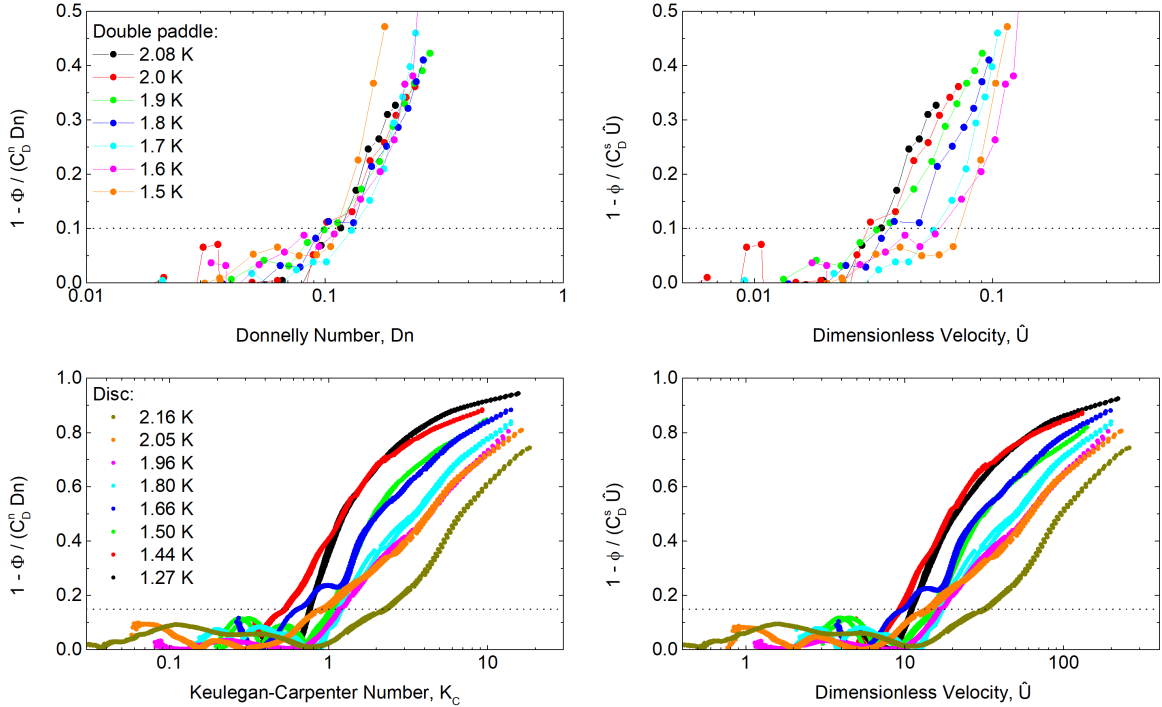 1 - Φ / (C_D^n Dn)
0.5
0.4
0.3
0.2
0.1
0.0
Double paddle:
2.08 K
2.0 K
1.9 K
1.8 K
1.7 K
1.6 K
1.5 K
0.01
0.1
1
Donnelly Number, Dn
1 - ϕ / (C_D^s Û)
0.5
0.4
0.3
0.2
0.1
0.0
0.01
0.1
Dimensionless Velocity, Û
1 - Φ / (C_D^n Dn)
1.0
0.8
0.6
0.4
0.2
0.0
Disc:
2.16 K
2.05 K
1.96 K
1.80 K
1.66 K
1.50 K
1.44 K
1.27 K
0.1
1
10
Keulegan-Carpenter Number, K_C
1 - ϕ / (C_D^s Û)
1.0
0.8
0.6
0.4
0.2
0.0
1
10
100
Dimensionless Velocity, Û